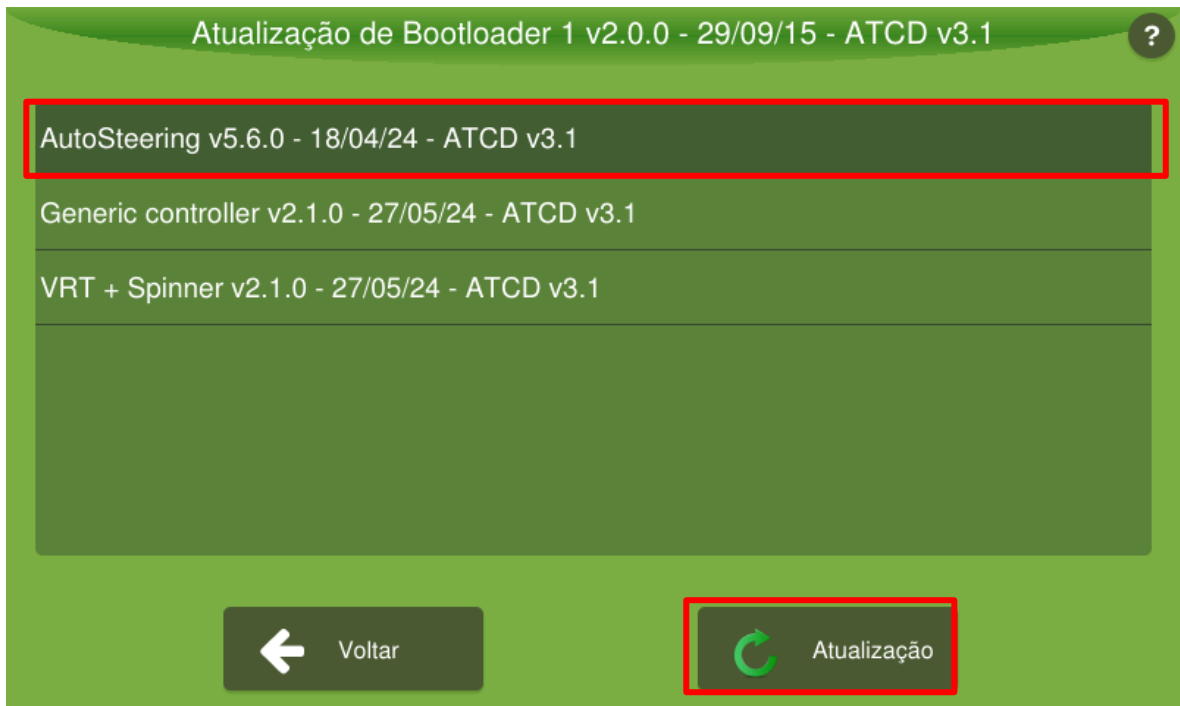 Atualização de Bootloader 1 v2.0.0 - 29/09/15 - ATCD v3.1
?
AutoSteering v5.6.0 - 18/04/24 - ATCD v3.1
Generic controller v2.1.0 - 27/05/24 - ATCD v3.1
VRT + Spinner v2.1.0 - 27/05/24 - ATCD v3.1
Voltar
Atualização